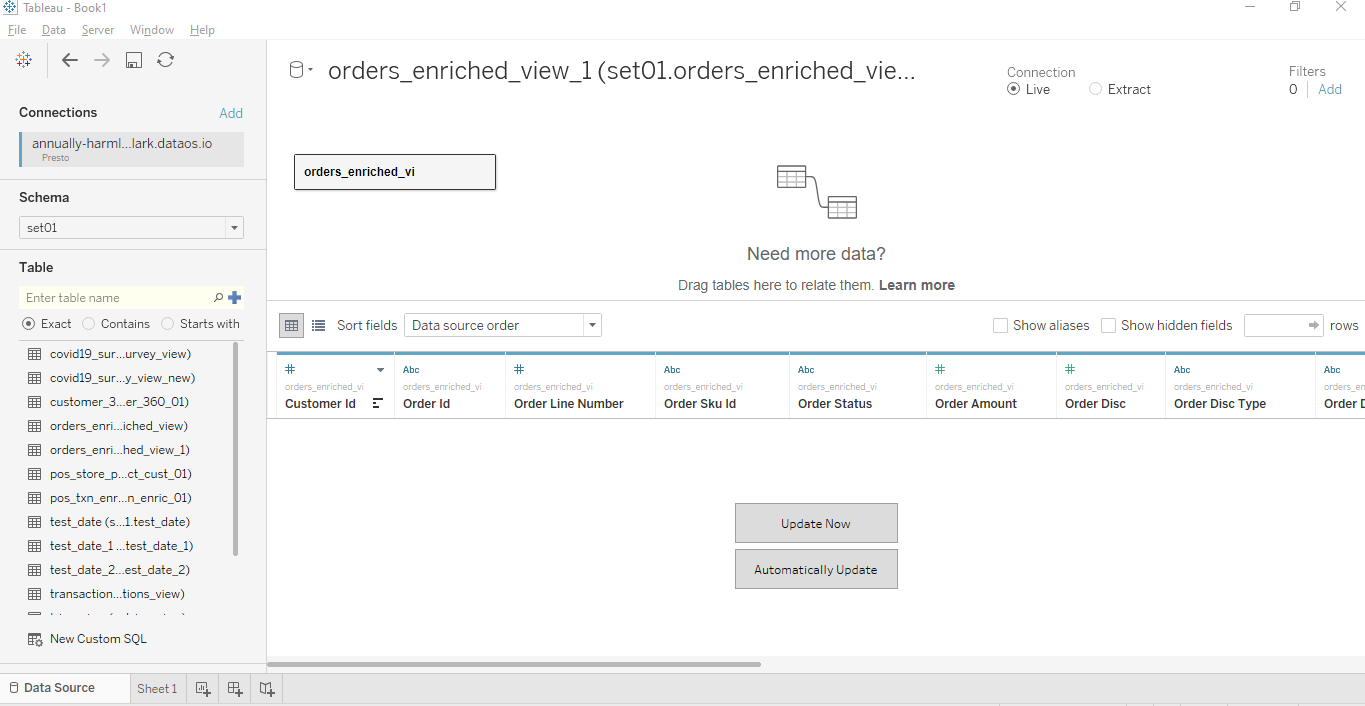 Tableau - Book1
File Data Server Window Help
Connections Add
annually-harml...lark.dataos.io
Presto
Schema
set01
Table
Enter table name
Exact Contains Starts with
covid19_sur...urvey_view)
covid19_sur...y_view_new)
customer_3...er_360_01)
orders_enri...iched_view)
orders_enri...hed_view_1)
pos_store_p...ct_cust_01)
pos_txn_enr...n_enric_01)
test_date (s...1.test_date)
test_date_1 ...test_date_1)
test_date_2...est_date_2)
transaction...tions_view)
New Custom SQL
orders_enriched_view_1 (set01.orders_enriched_vie...
Connection
Live Extract
Filters
0 Add
orders_enriched_vi
Need more data?
Drag tables here to relate them. Learn more
Sort fields Data source order Show aliases Show hidden fields rows
# Abc # Abc Abc # # Abc Abc
orders_enriched_vi orders_enriched_vi orders_enriched_vi orders_enriched_vi orders_enriched_vi orders_enriched_vi orders_enriched_vi orders_enriched_vi orders_en
Customer Id Order Id Order Line Number Order Sku Id Order Status Order Amount Order Disc Order Disc Type Order D
Update Now
Automatically Update
Data Source Sheet 1